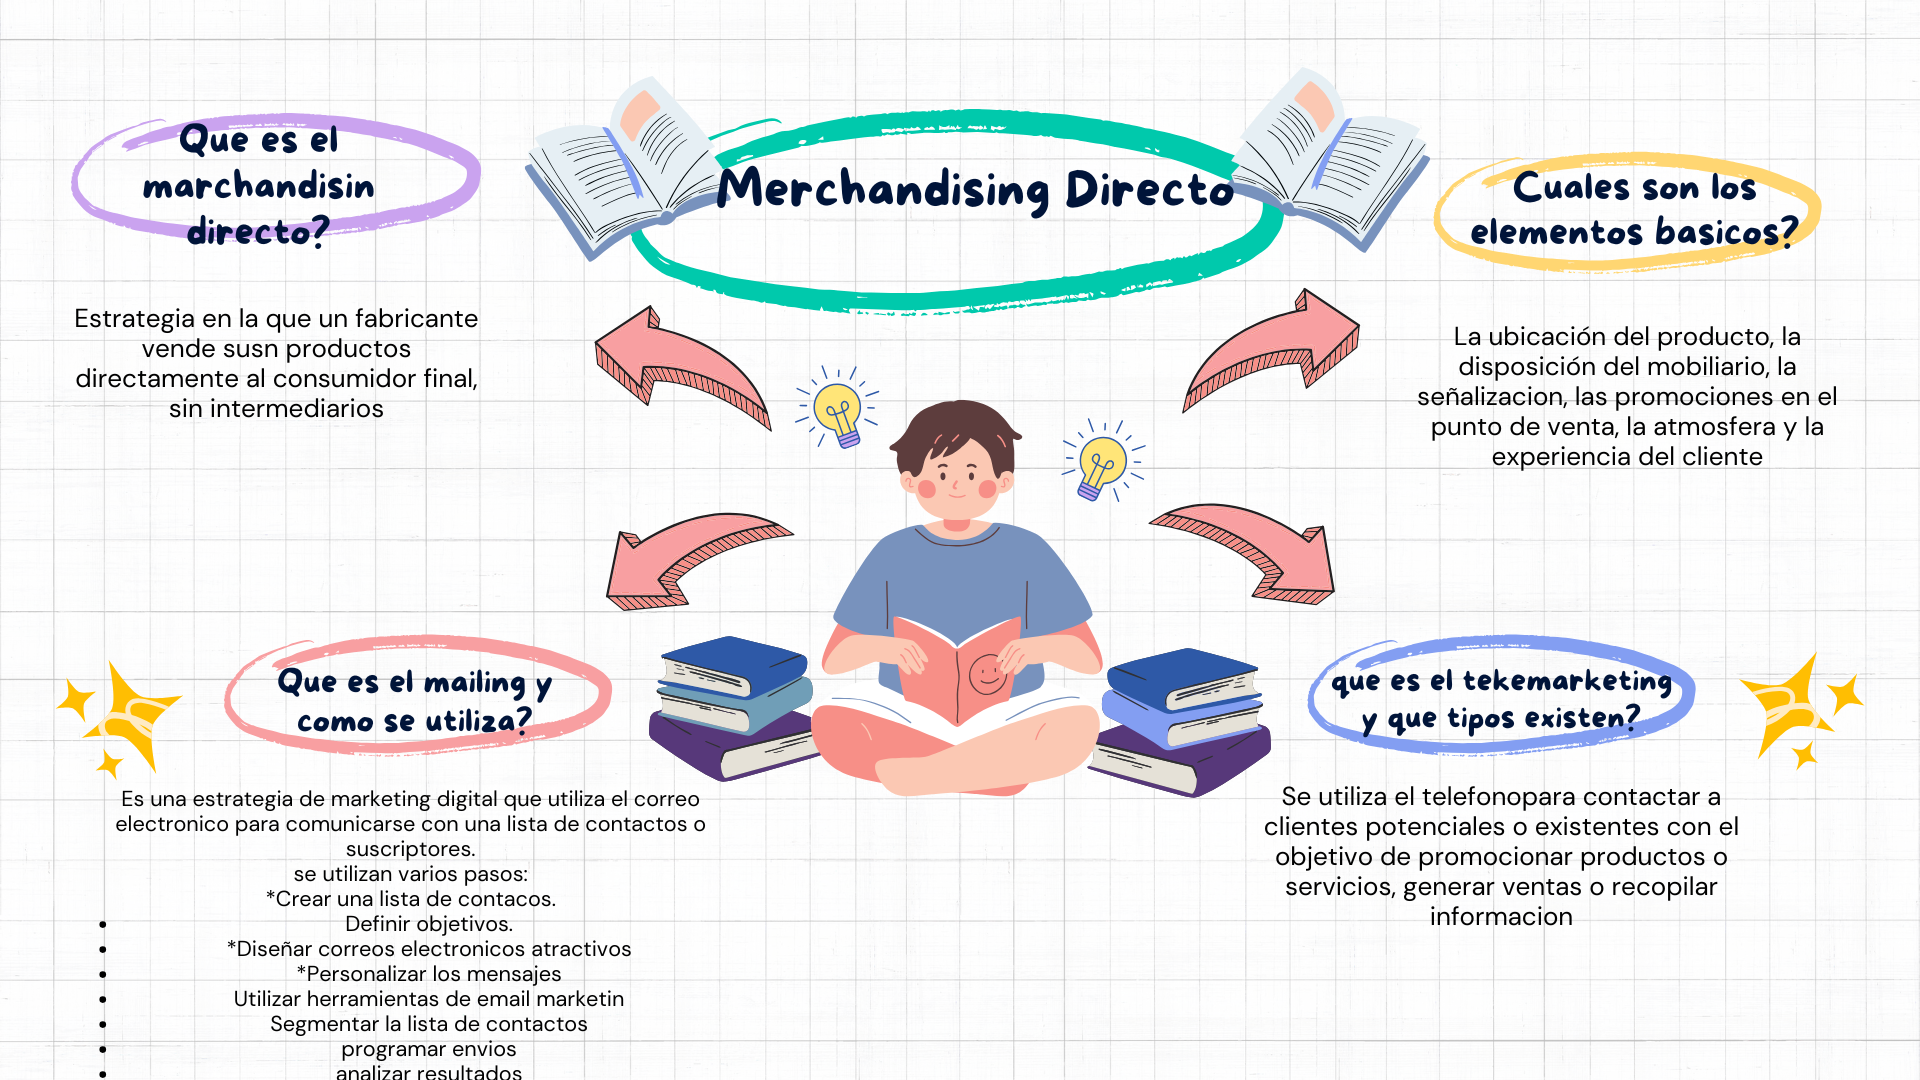 Merchandising Directo
Que es el
marchandisin
directo?
Estrategia en la que un fabricante
vende susn productos
directamente al consumidor final,
sin intermediarios
Cuales son los
elementos basicos?
La ubicación del producto, la
disposición del mobiliario, la
señalizacion, las promociones en el
punto de venta, la atmosfera y la
experiencia del cliente
Que es el mailing y
como se utiliza?
Es una estrategia de marketing digital que utiliza el correo
electronico para comunicarse con una lista de contactos o
suscriptores.
se utilizan varios pasos:
*Crear una lista de contacos.
Definir objetivos.
*Diseñar correos electronicos atractivos
*Personalizar los mensajes
Utilizar herramientas de email marketin
Segmentar la lista de contactos
programar envios
analizar resultados
que es el tekemarketing
y que tipos existen?
Se utiliza el telefonopara contactar a
clientes potenciales o existentes con el
objetivo de promocionar productos o
servicios, generar ventas o recopilar
informacion